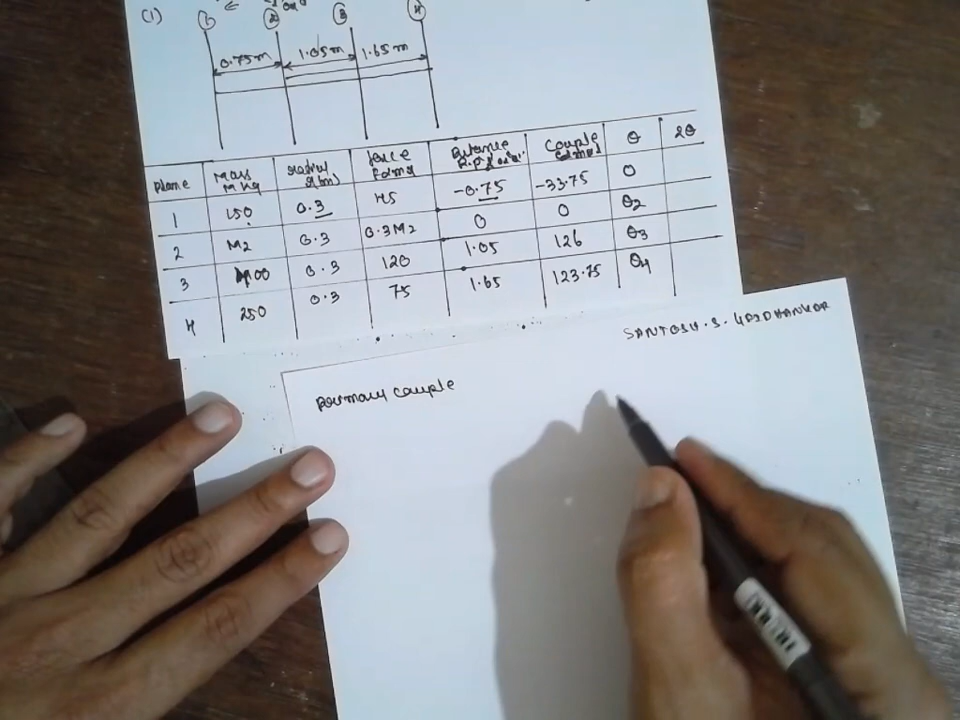 (1) 1 2 3 4
0.75m 1.05m 1.65m
Plane Mass M kg Radius r(m) force Distance R.P. Couple θ 2θ
1 150 0.3 45 -0.75 -33.75 0
2 M2 0.3 0.3M2 0 0 θ2
3 400 0.3 120 1.05 126 θ3
4 250 0.3 75 1.65 123.75 θ4
SANTOSH.S.
Primary Couple